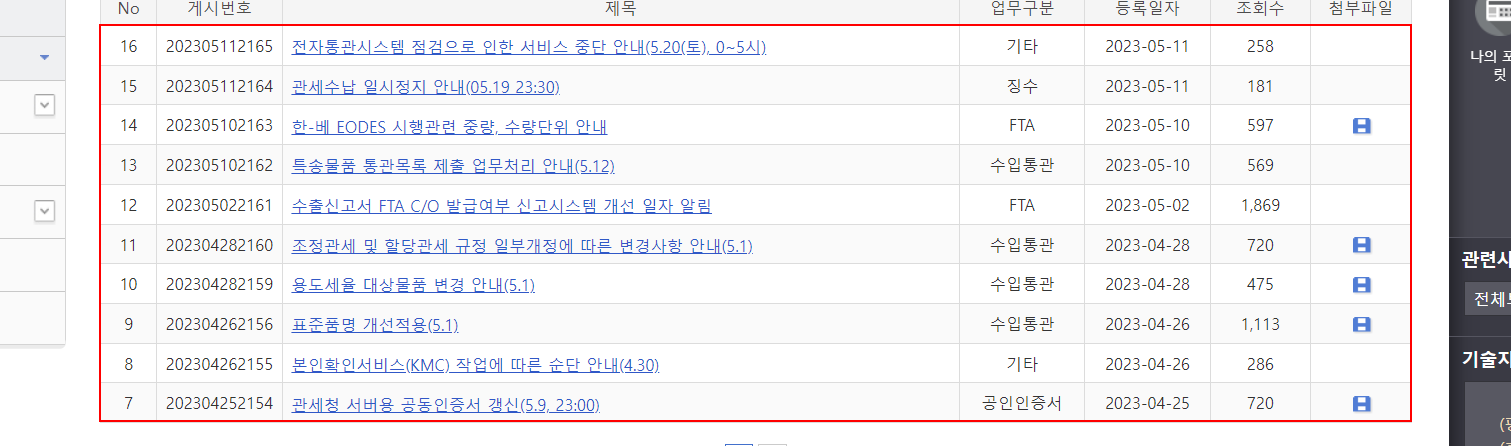 No 게시번호 제목 업무구분 등록일자 조회수 첨부파일
16 202305112165 전자통관시스템 점검으로 인한 서비스 중단 안내(5.20(토), 0~5시) 기타 2023-05-11 258
15 202305112164 관세수납 일시정지 안내(05.19 23:30) 징수 2023-05-11 181
14 202305102163 한-베 EODES 시행관련 중량, 수량단위 안내 FTA 2023-05-10 597
13 202305102162 특송물품 통관목록 제출 업무처리 안내(5.12) 수입통관 2023-05-10 569
12 202305022161 수출신고서 FTA C/O 발급여부 신고시스템 개선 일자 알림 FTA 2023-05-02 1,869
11 202304282160 조정관세 및 할당관세 규정 일부개정에 따른 변경사항 안내(5.1) 수입통관 2023-04-28 720
10 202304282159 용도세율 대상물품 변경 안내(5.1) 수입통관 2023-04-28 475
9 202304262156 표준품명 개선적용(5.1) 수입통관 2023-04-26 1,113
8 202304262155 본인확인서비스(KMC) 작업에 따른 순단 안내(4.30) 기타 2023-04-26 286
7 202304252154 관세청 서버용 공동인증서 갱신(5.9, 23:00) 공인인증서 2023-04-25 720
나의
릿